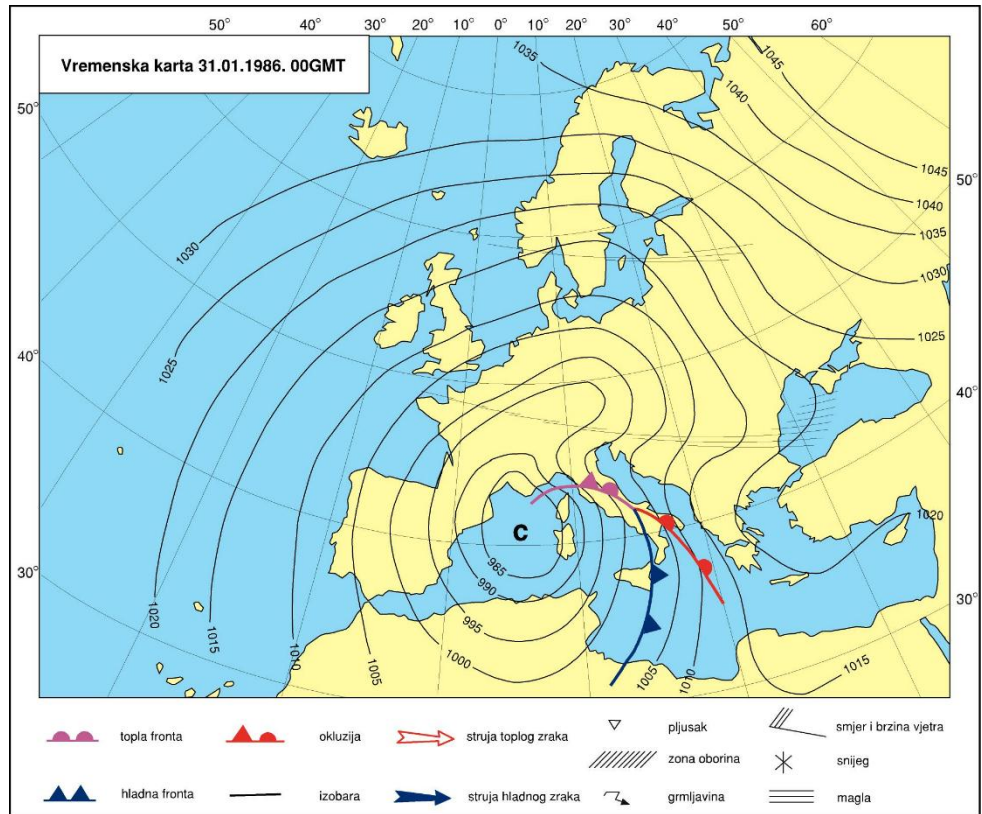 50° 40° 30° 20° 10° 0° 10° 20° 30° 40° 50° 60°
Vremenska karta 31.01.1986. 00GMT
1035
1045
1040
50°
1045
50°
1040
1035
1030
1030
1025
1025
40°
40°
C
1020
985
30°
990
30°
995
1020
1015
1010
1005
1000
1005
1010
1015
topla fronta
okluzija
struja toplog zraka
pljusak
smjer i brzina vjetra
zona oborina
snijeg
hladna fronta
izobara
struja hladnog zraka
grmljavina
magla